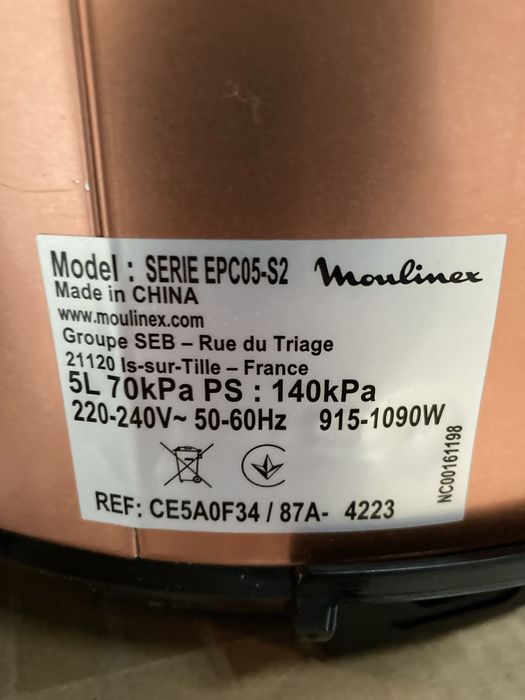 Model : SERIE EPC05-S2 Moulinex
Made in CHINA
www.moulinex.com
Groupe SEB – Rue du Triage
21120 Is-sur-Tille – France
5L 70kPa PS : 140kPa
220-240V~ 50-60Hz 915-1090W
NC00161198
REF: CE5A0F34 / 87A- 4223